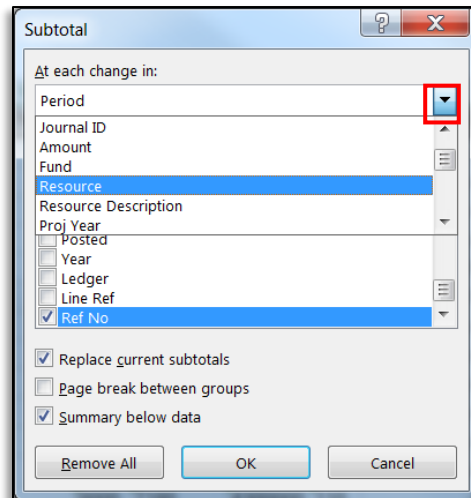 Subtotal
At each change in:
Period
Journal ID
Amount
Fund
Resource
Resource Description
Proj Year
Posted
Year
Ledger
Line Ref
Ref No
Replace current subtotals
Page break between groups
Summary below data
Remove All OK Cancel